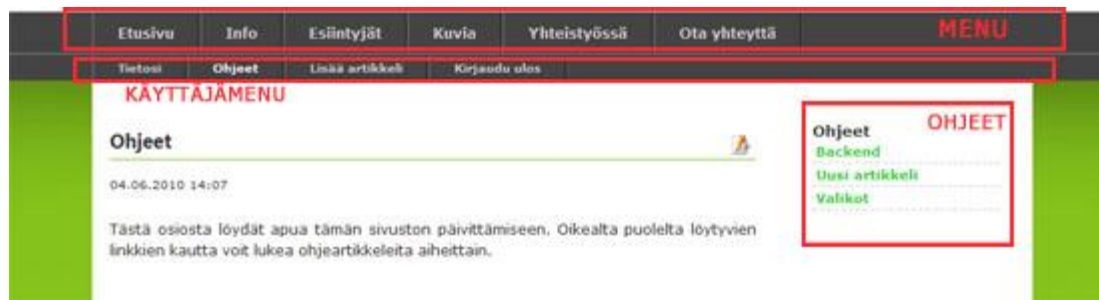 Etusivu Info Esiintyjät Kuvia Yhteistyössä Ota yhteyttä MENU
Tietosi Ohjeet Lisää artikkeli Kirjaudu ulos
KÄYTTÄJÄMENU
Ohjeet
04.06.2010 14:07
Tästä osiosta löydät apua tämän sivuston päivittämiseen. Oikealta puolelta löytyvien
linkkien kautta voit lukea ohjeartikkeleita aiheittain.
Ohjeet OHJEET
Backend
Uusi artikkeli
Valikot